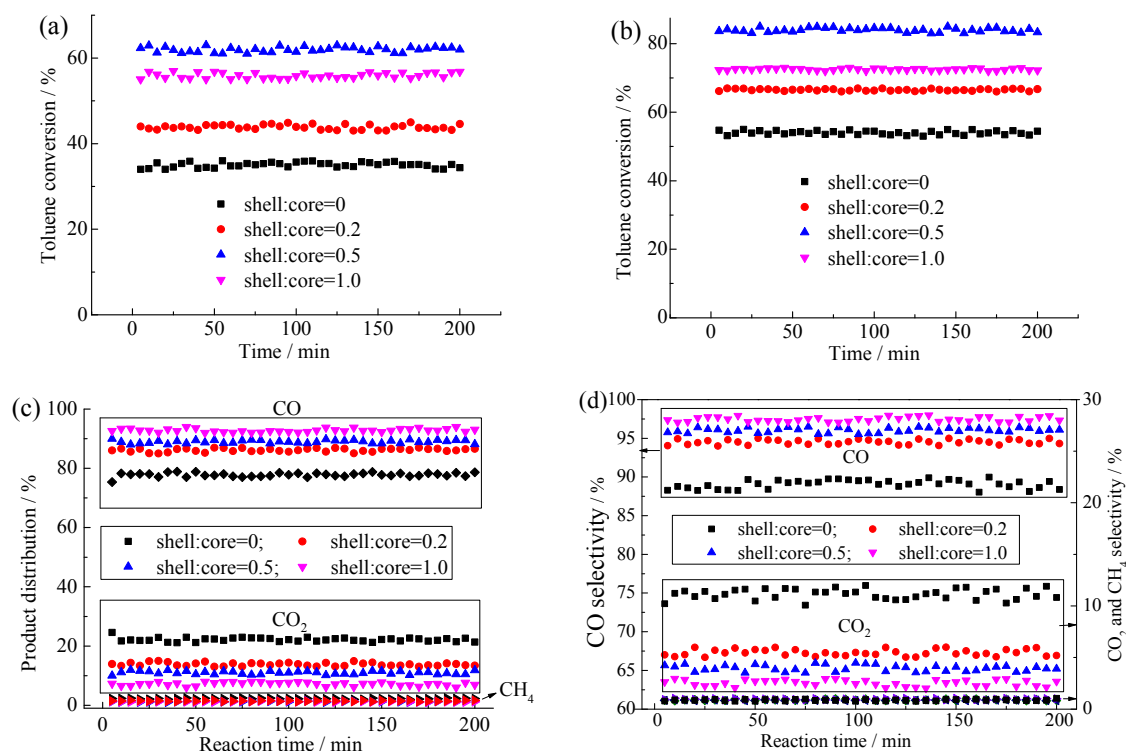 (a)
Toluene conversion / %
60
40
20
0
shell:core=0
shell:core=0.2
shell:core=0.5
shell:core=1.0
0 50 100 150 200
Time / min
(b)
Toluene conversion / %
80
60
40
20
0
shell:core=0
shell:core=0.2
shell:core=0.5
shell:core=1.0
0 50 100 150 200
Time / min
(c)
Product distribution / %
100
80
60
40
20
0
CO
shell:core=0; shell:core=0.2
shell:core=0.5; shell:core=1.0
CO₂
CH₄
0 50 100 150 200
Reaction time / min
(d)
CO selectivity / %
100
95
90
85
80
75
70
65
60
CO
shell:core=0; shell:core=0.2
shell:core=0.5; shell:core=1.0
CO₂
30
20
10
0
CO₂ and CH₄ selectivity / %
0 50 100 150 200
Reaction time / min